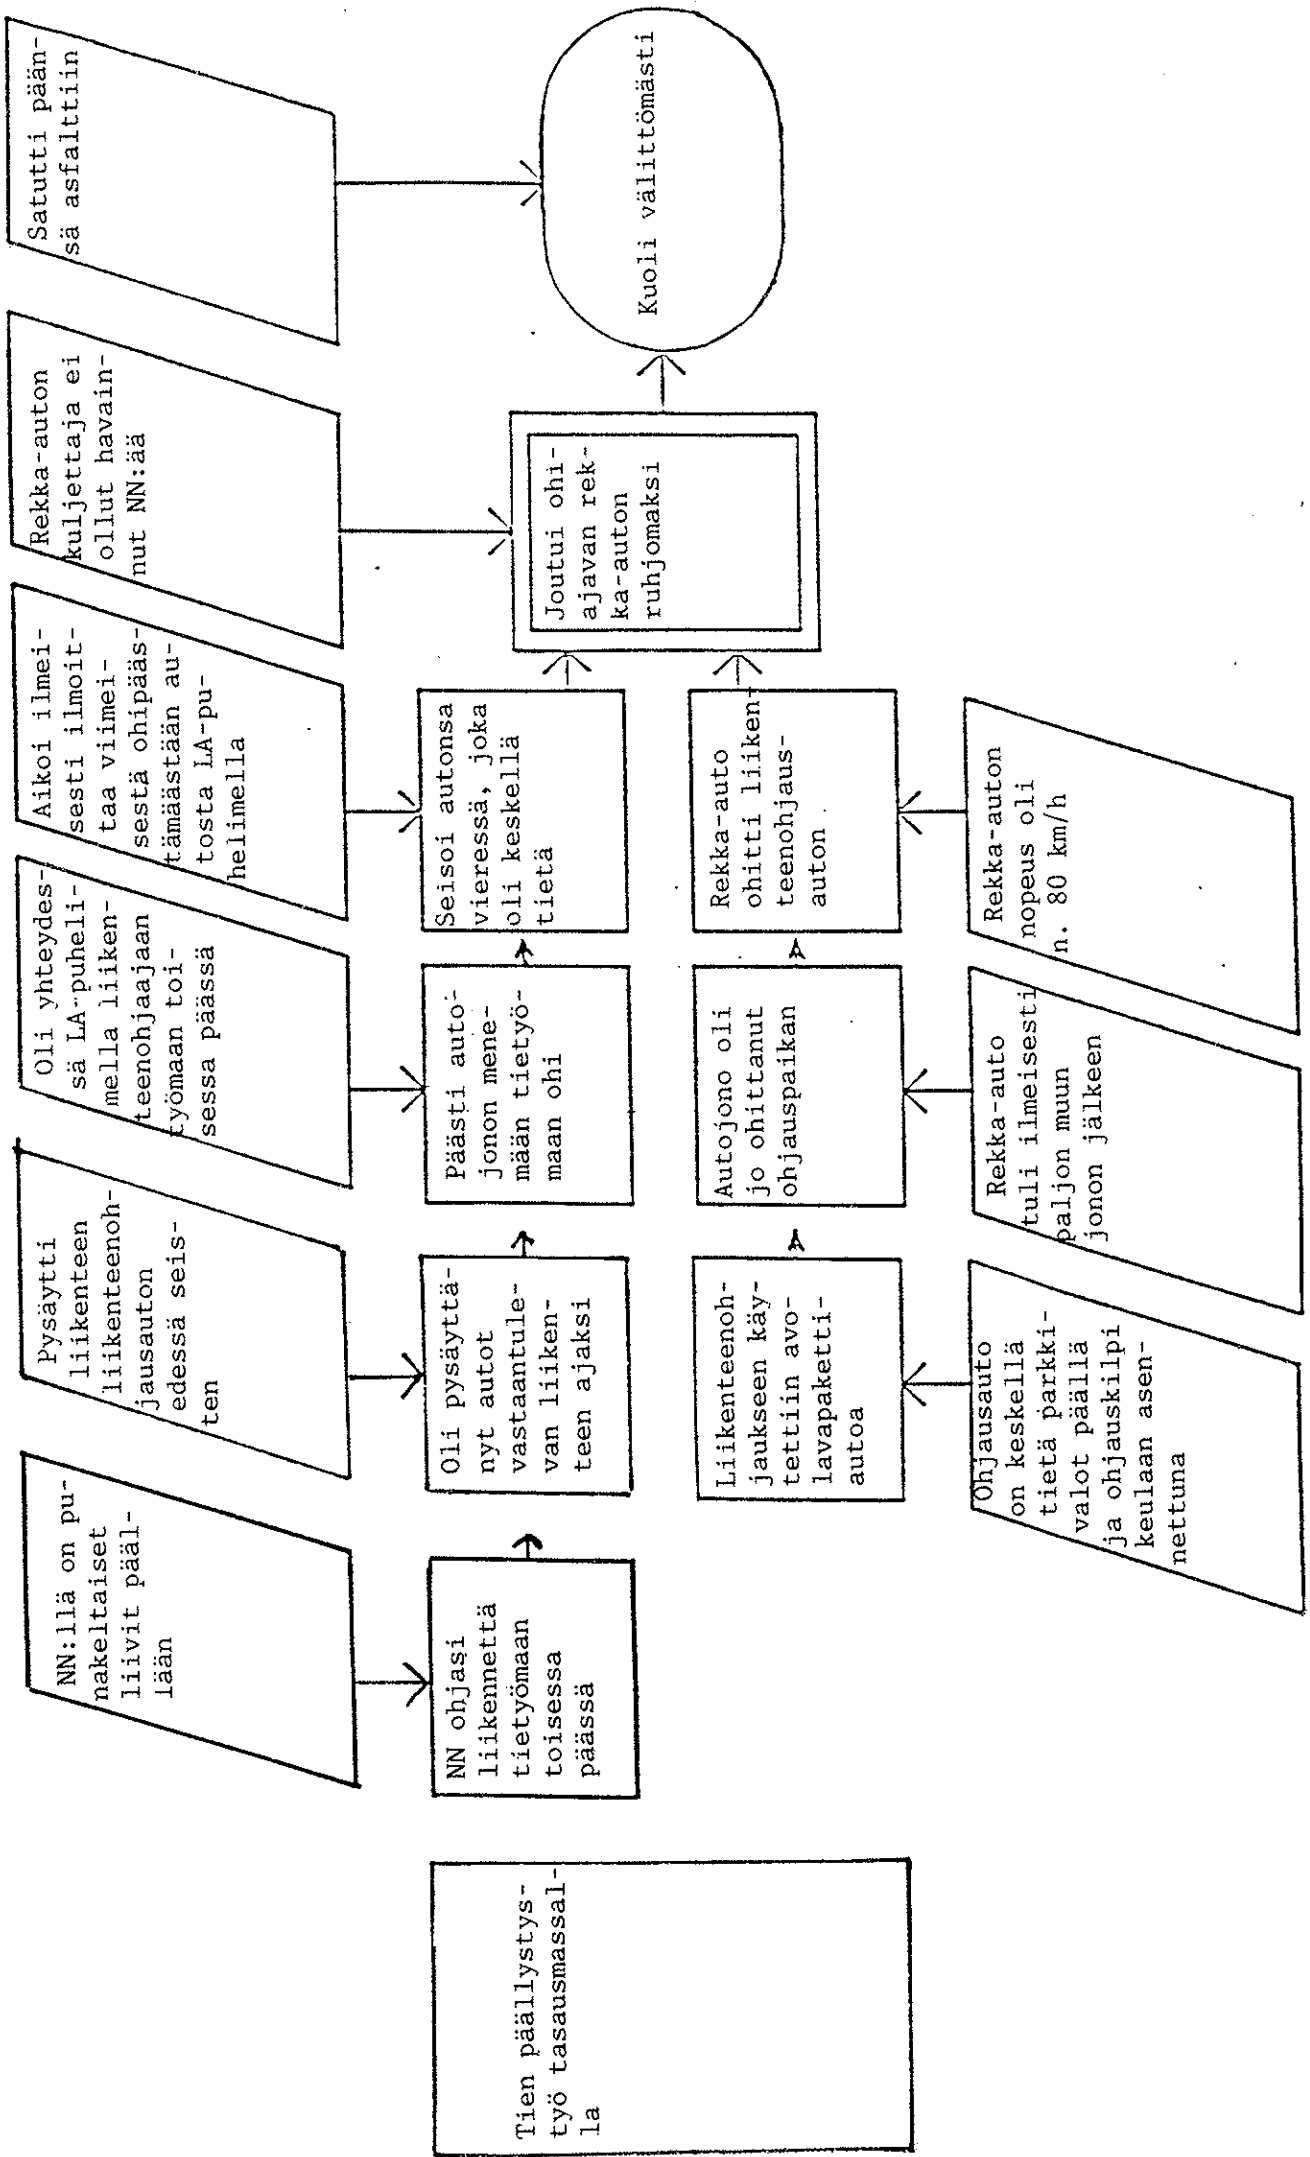 NN:llä on pu-
nakeltaiset
liivit pääl-
lään
Pysäytti
liikenteen
liikenteenoh-
jausauton
edessä seis-
ten
Oli yhteydes-
sä LA-puheli-
mella liiken-
teenohjaajaan
työmaan toi-
sessa päässä
Aikoi ilmei-
sesti ilmoit-
taa viimei-
sestä ohipääs-
tämäästään au-
tosta LA-pu-
helimella
Rekka-auton
kuljettaja ei
ollut havain-
nut NN:ää
Satutti pään-
sä asfalttiin
Tien päällystys-
työ tasausmassal-
la
NN ohjasi
liikennettä
tietyömaan
toisessa
päässä
Oli pysäyttä-
nyt autot
vastaantule-
van liiken-
teen ajaksi
Päästi auto-
jonon mene-
mään tietyö-
maan ohi
Seisoi autonsa
vieressä, joka
oli keskellä
tietä
Joutui ohi-
ajavan rek-
ka-auton
ruhjomaksi
Kuoli välittömästi
Liikenteenoh-
jaukseen käy-
tettiin avo-
lavapaketti-
autoa
Autojono oli
jo ohittanut
ohjauspaikan
Rekka-auto
ohitti liiken-
teenohjaus-
auton
Ohjausauto
on keskellä
tietä parkki-
valot päällä
ja ohjauskilpi
keulaan asen-
nettuna
Rekka-auto
tuli ilmeisesti
paljon muun
jonon jälkeen
Rekka-auton
nopeus oli
n. 80 km/h